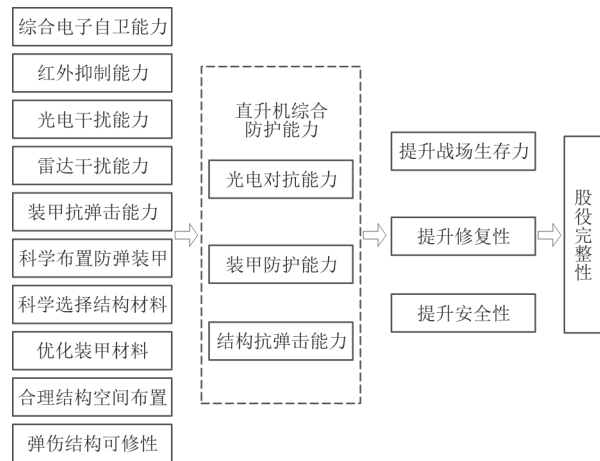 综合电子自卫能力
红外抑制能力
光电干扰能力
雷达干扰能力
装甲抗弹击能力
科学布置防弹装甲
科学选择结构材料
优化装甲材料
合理结构空间布置
弹伤结构可修性
直升机综合
防护能力
光电对抗能力
装甲防护能力
结构抗弹击能力
提升战场生存力
提升修复性
提升安全性
股役完整性